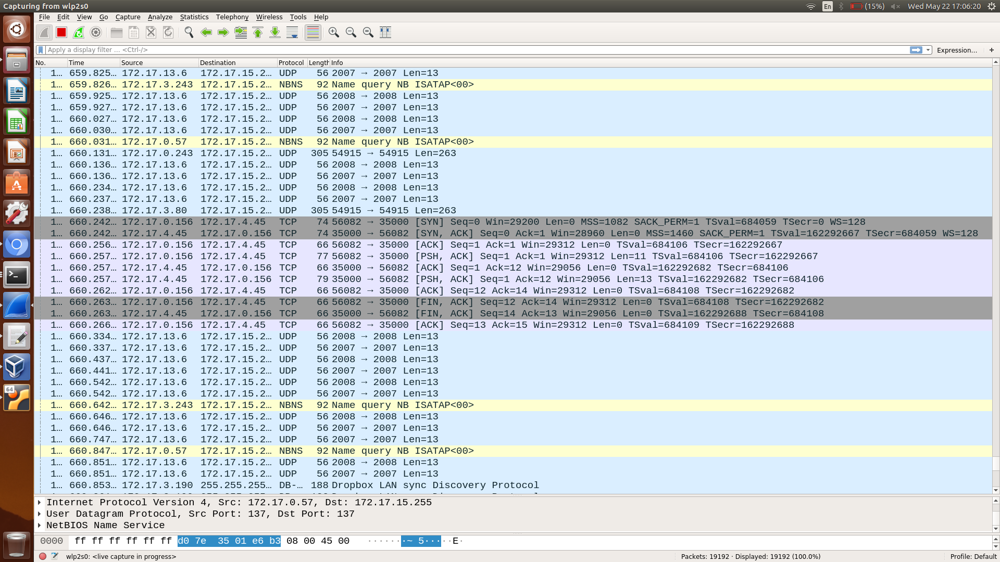 Capturing from wlp2s0 En (15%) Wed May 22 17:06:20
File Edit View Go Capture Analyze Statistics Telephony Wireless Tools Help
Apply a display filter ... <Ctrl-/> Expression... +
No. Time Source Destination Protocol Length Info
1... 659.825... 172.17.13.6 172.17.15.2... UDP 56 2007 → 2007 Len=13
1... 659.826... 172.17.3.243 172.17.15.2... NBNS 92 Name query NB ISATAP<00>
1... 659.925... 172.17.13.6 172.17.15.2... UDP 56 2008 → 2008 Len=13
1... 659.927... 172.17.13.6 172.17.15.2... UDP 56 2007 → 2007 Len=13
1... 660.027... 172.17.13.6 172.17.15.2... UDP 56 2008 → 2008 Len=13
1... 660.030... 172.17.13.6 172.17.15.2... UDP 56 2007 → 2007 Len=13
1... 660.031... 172.17.0.57 172.17.15.2... NBNS 92 Name query NB ISATAP<00>
1... 660.131... 172.17.0.243 172.17.15.2... UDP 305 54915 → 54915 Len=263
1... 660.136... 172.17.13.6 172.17.15.2... UDP 56 2008 → 2008 Len=13
1... 660.136... 172.17.13.6 172.17.15.2... UDP 56 2007 → 2007 Len=13
1... 660.234... 172.17.13.6 172.17.15.2... UDP 56 2008 → 2008 Len=13
1... 660.237... 172.17.13.6 172.17.15.2... UDP 56 2007 → 2007 Len=13
1... 660.238... 172.17.3.80 172.17.15.2... UDP 305 54915 → 54915 Len=263
1... 660.242... 172.17.0.156 172.17.4.45 TCP 74 56082 → 35000 [SYN] Seq=0 Win=29200 Len=0 MSS=1082 SACK_PERM=1 TSval=684059 TSecr=0 WS=128
1... 660.242... 172.17.4.45 172.17.0.156 TCP 74 35000 → 56082 [SYN, ACK] Seq=0 Ack=1 Win=28960 Len=0 MSS=1460 SACK_PERM=1 TSval=162292667 TSecr=684059 WS=128
1... 660.256... 172.17.0.156 172.17.4.45 TCP 66 56082 → 35000 [ACK] Seq=1 Ack=1 Win=29312 Len=0 TSval=684106 TSecr=162292667
1... 660.257... 172.17.0.156 172.17.4.45 TCP 77 56082 → 35000 [PSH, ACK] Seq=1 Ack=1 Win=29312 Len=11 TSval=684106 TSecr=162292667
1... 660.257... 172.17.4.45 172.17.0.156 TCP 66 35000 → 56082 [ACK] Seq=1 Ack=12 Win=29056 Len=0 TSval=162292682 TSecr=684106
1... 660.257... 172.17.4.45 172.17.0.156 TCP 79 35000 → 56082 [PSH, ACK] Seq=1 Ack=12 Win=29056 Len=13 TSval=162292682 TSecr=684106
1... 660.262... 172.17.0.156 172.17.4.45 TCP 66 56082 → 35000 [ACK] Seq=12 Ack=14 Win=29312 Len=0 TSval=684108 TSecr=162292682
1... 660.263... 172.17.0.156 172.17.4.45 TCP 66 56082 → 35000 [FIN, ACK] Seq=12 Ack=14 Win=29312 Len=0 TSval=684108 TSecr=162292682
1... 660.263... 172.17.4.45 172.17.0.156 TCP 66 35000 → 56082 [FIN, ACK] Seq=14 Ack=13 Win=29056 Len=0 TSval=162292688 TSecr=684108
1... 660.266... 172.17.0.156 172.17.4.45 TCP 66 56082 → 35000 [ACK] Seq=13 Ack=15 Win=29312 Len=0 TSval=684109 TSecr=162292688
1... 660.334... 172.17.13.6 172.17.15.2... UDP 56 2008 → 2008 Len=13
1... 660.337... 172.17.13.6 172.17.15.2... UDP 56 2007 → 2007 Len=13
1... 660.437... 172.17.13.6 172.17.15.2... UDP 56 2008 → 2008 Len=13
1... 660.441... 172.17.13.6 172.17.15.2... UDP 56 2007 → 2007 Len=13
1... 660.542... 172.17.13.6 172.17.15.2... UDP 56 2008 → 2008 Len=13
1... 660.542... 172.17.13.6 172.17.15.2... UDP 56 2007 → 2007 Len=13
1... 660.642... 172.17.3.243 172.17.15.2... NBNS 92 Name query NB ISATAP<00>
1... 660.646... 172.17.13.6 172.17.15.2... UDP 56 2008 → 2008 Len=13
1... 660.646... 172.17.13.6 172.17.15.2... UDP 56 2007 → 2007 Len=13
1... 660.747... 172.17.13.6 172.17.15.2... UDP 56 2007 → 2007 Len=13
1... 660.847... 172.17.0.57 172.17.15.2... NBNS 92 Name query NB ISATAP<00>
1... 660.851... 172.17.13.6 172.17.15.2... UDP 56 2008 → 2008 Len=13
1... 660.851... 172.17.13.6 172.17.15.2... UDP 56 2007 → 2007 Len=13
1... 660.853... 172.17.3.190 255.255.255... DB-... 188 Dropbox LAN sync Discovery Protocol
Internet Protocol Version 4, Src: 172.17.0.57, Dst: 172.17.15.255
User Datagram Protocol, Src Port: 137, Dst Port: 137
NetBIOS Name Service
0000 ff ff ff ff ff ff d0 7e 35 01 e6 b3 08 00 45 00 ·······~ 5·····E·
wlp2s0: <live capture in progress> Packets: 19192 · Displayed: 19192 (100.0%) Profile: Default
64